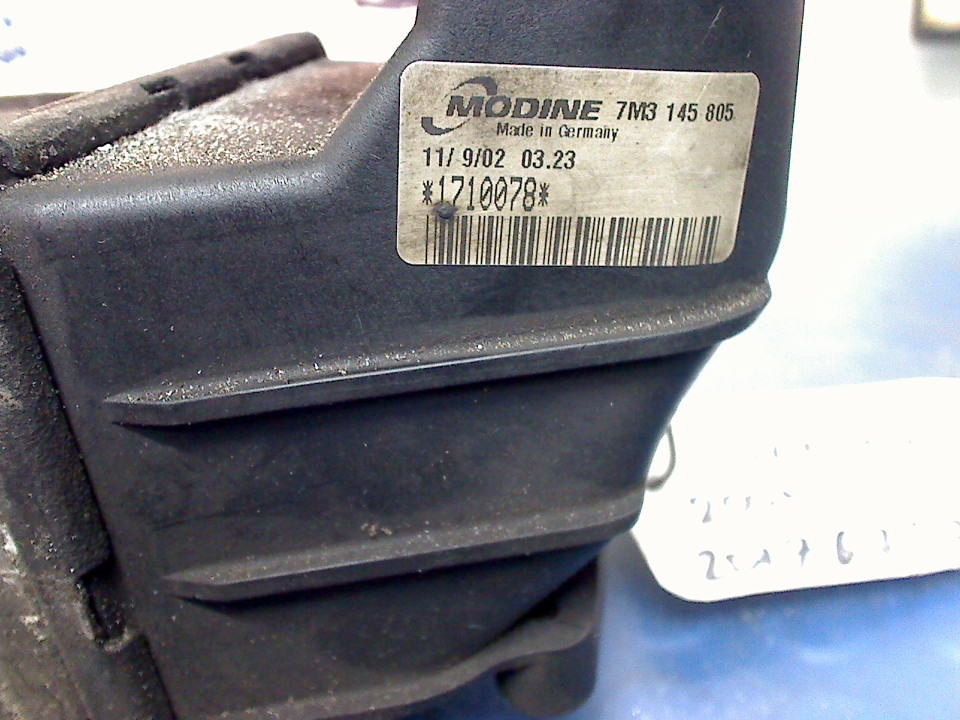 MODINE 7M3 145 805
Made in Germany
11/ 9/02 03.23
*1710078*